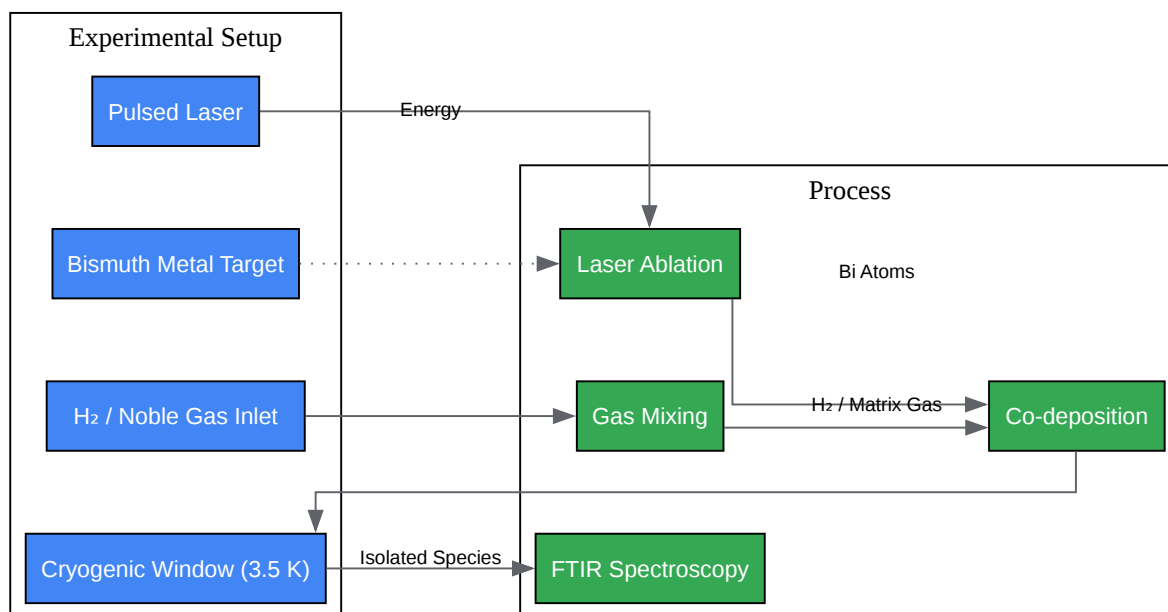 Experimental Setup
Pulsed Laser
Energy
Process
Bismuth Metal Target
Laser Ablation
Bi Atoms
H₂ / Noble Gas Inlet
Gas Mixing
H₂ / Matrix Gas
Co-deposition
Cryogenic Window (3.5 K)
Isolated Species
FTIR Spectroscopy